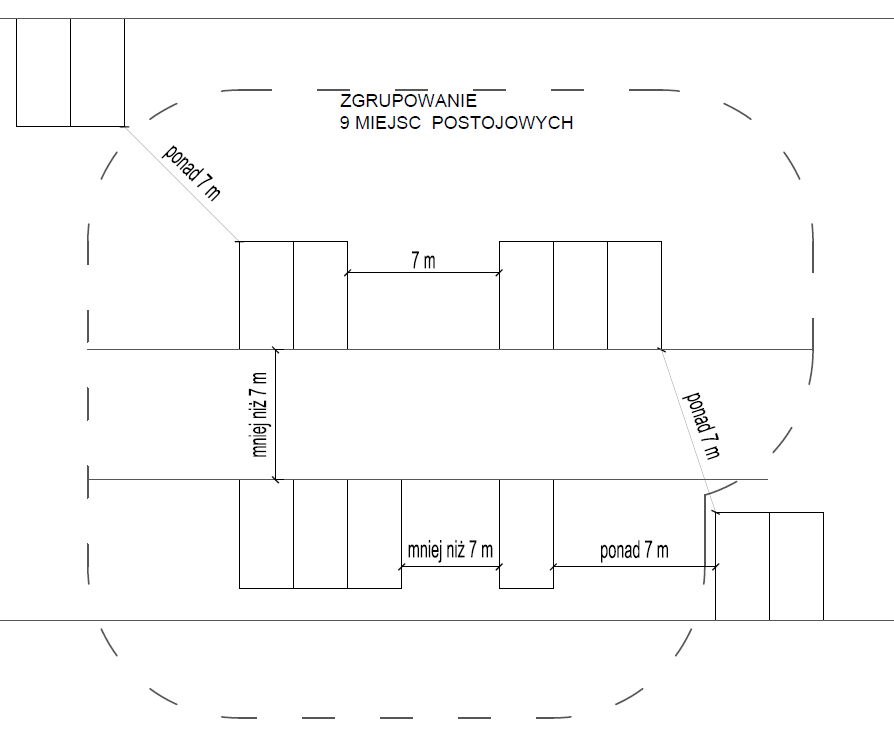 ZGRUPOWANIE
9 MIEJSC POSTOJOWYCH
ponad 7 m
7 m
mniej niż 7 m
ponad 7 m
mniej niż 7 m
ponad 7 m